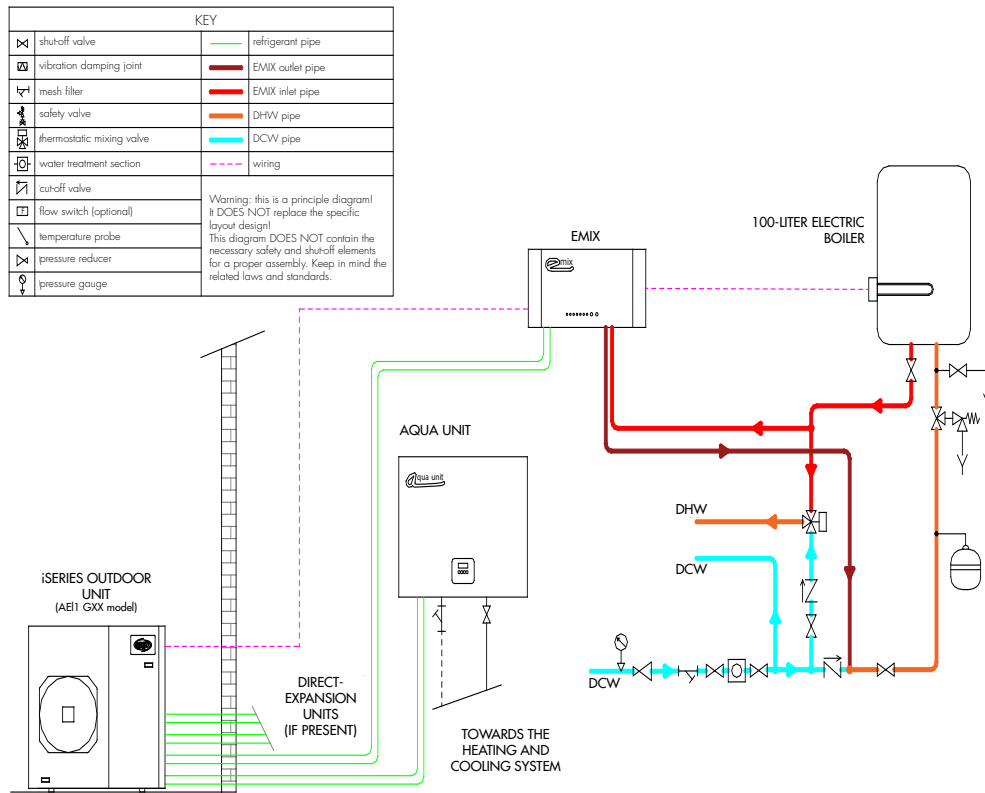 KEY
shut-off valve
refrigerant pipe
vibration damping joint
EMIX outlet pipe
mesh filter
EMIX inlet pipe
safety valve
DHW pipe
thermostatic mixing valve
DCW pipe
water treatment section
wiring
cut-off valve
flow switch (optional)
temperature probe
pressure reducer
pressure gauge
Warning: this is a principle diagram!
It DOES NOT replace the specific
layout design!
This diagram DOES NOT contain the
necessary safety and shut-off elements
for a proper assembly. Keep in mind the
related laws and standards.
F
100-LITER ELECTRIC
BOILER
EMIX
emix
AQUA UNIT
aqua unit
DHW
DCW
iSERIES OUTDOOR
UNIT
(AEI1 GXX model)
DCW
DIRECT-
EXPANSION
UNITS
(IF PRESENT)
TOWARDS THE
HEATING AND
COOLING SYSTEM